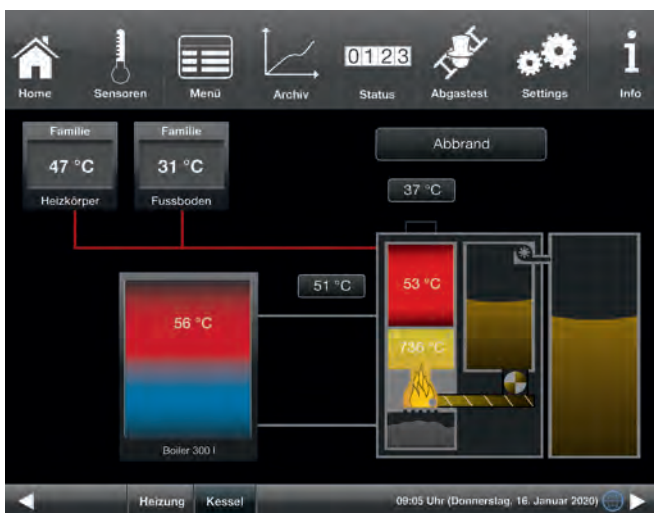 0123
Home Sensoren Menü Archiv Status Abgastest Settings Info
Familie Familie
47 °C 31 °C
Heizkörper Fussboden
Abbrand
37 °C
51 °C
53 °C
56 °C
736 °C
Boiler 300 l
Heizung Kessel 09:05 Uhr (Donnerstag, 16. Januar 2020)